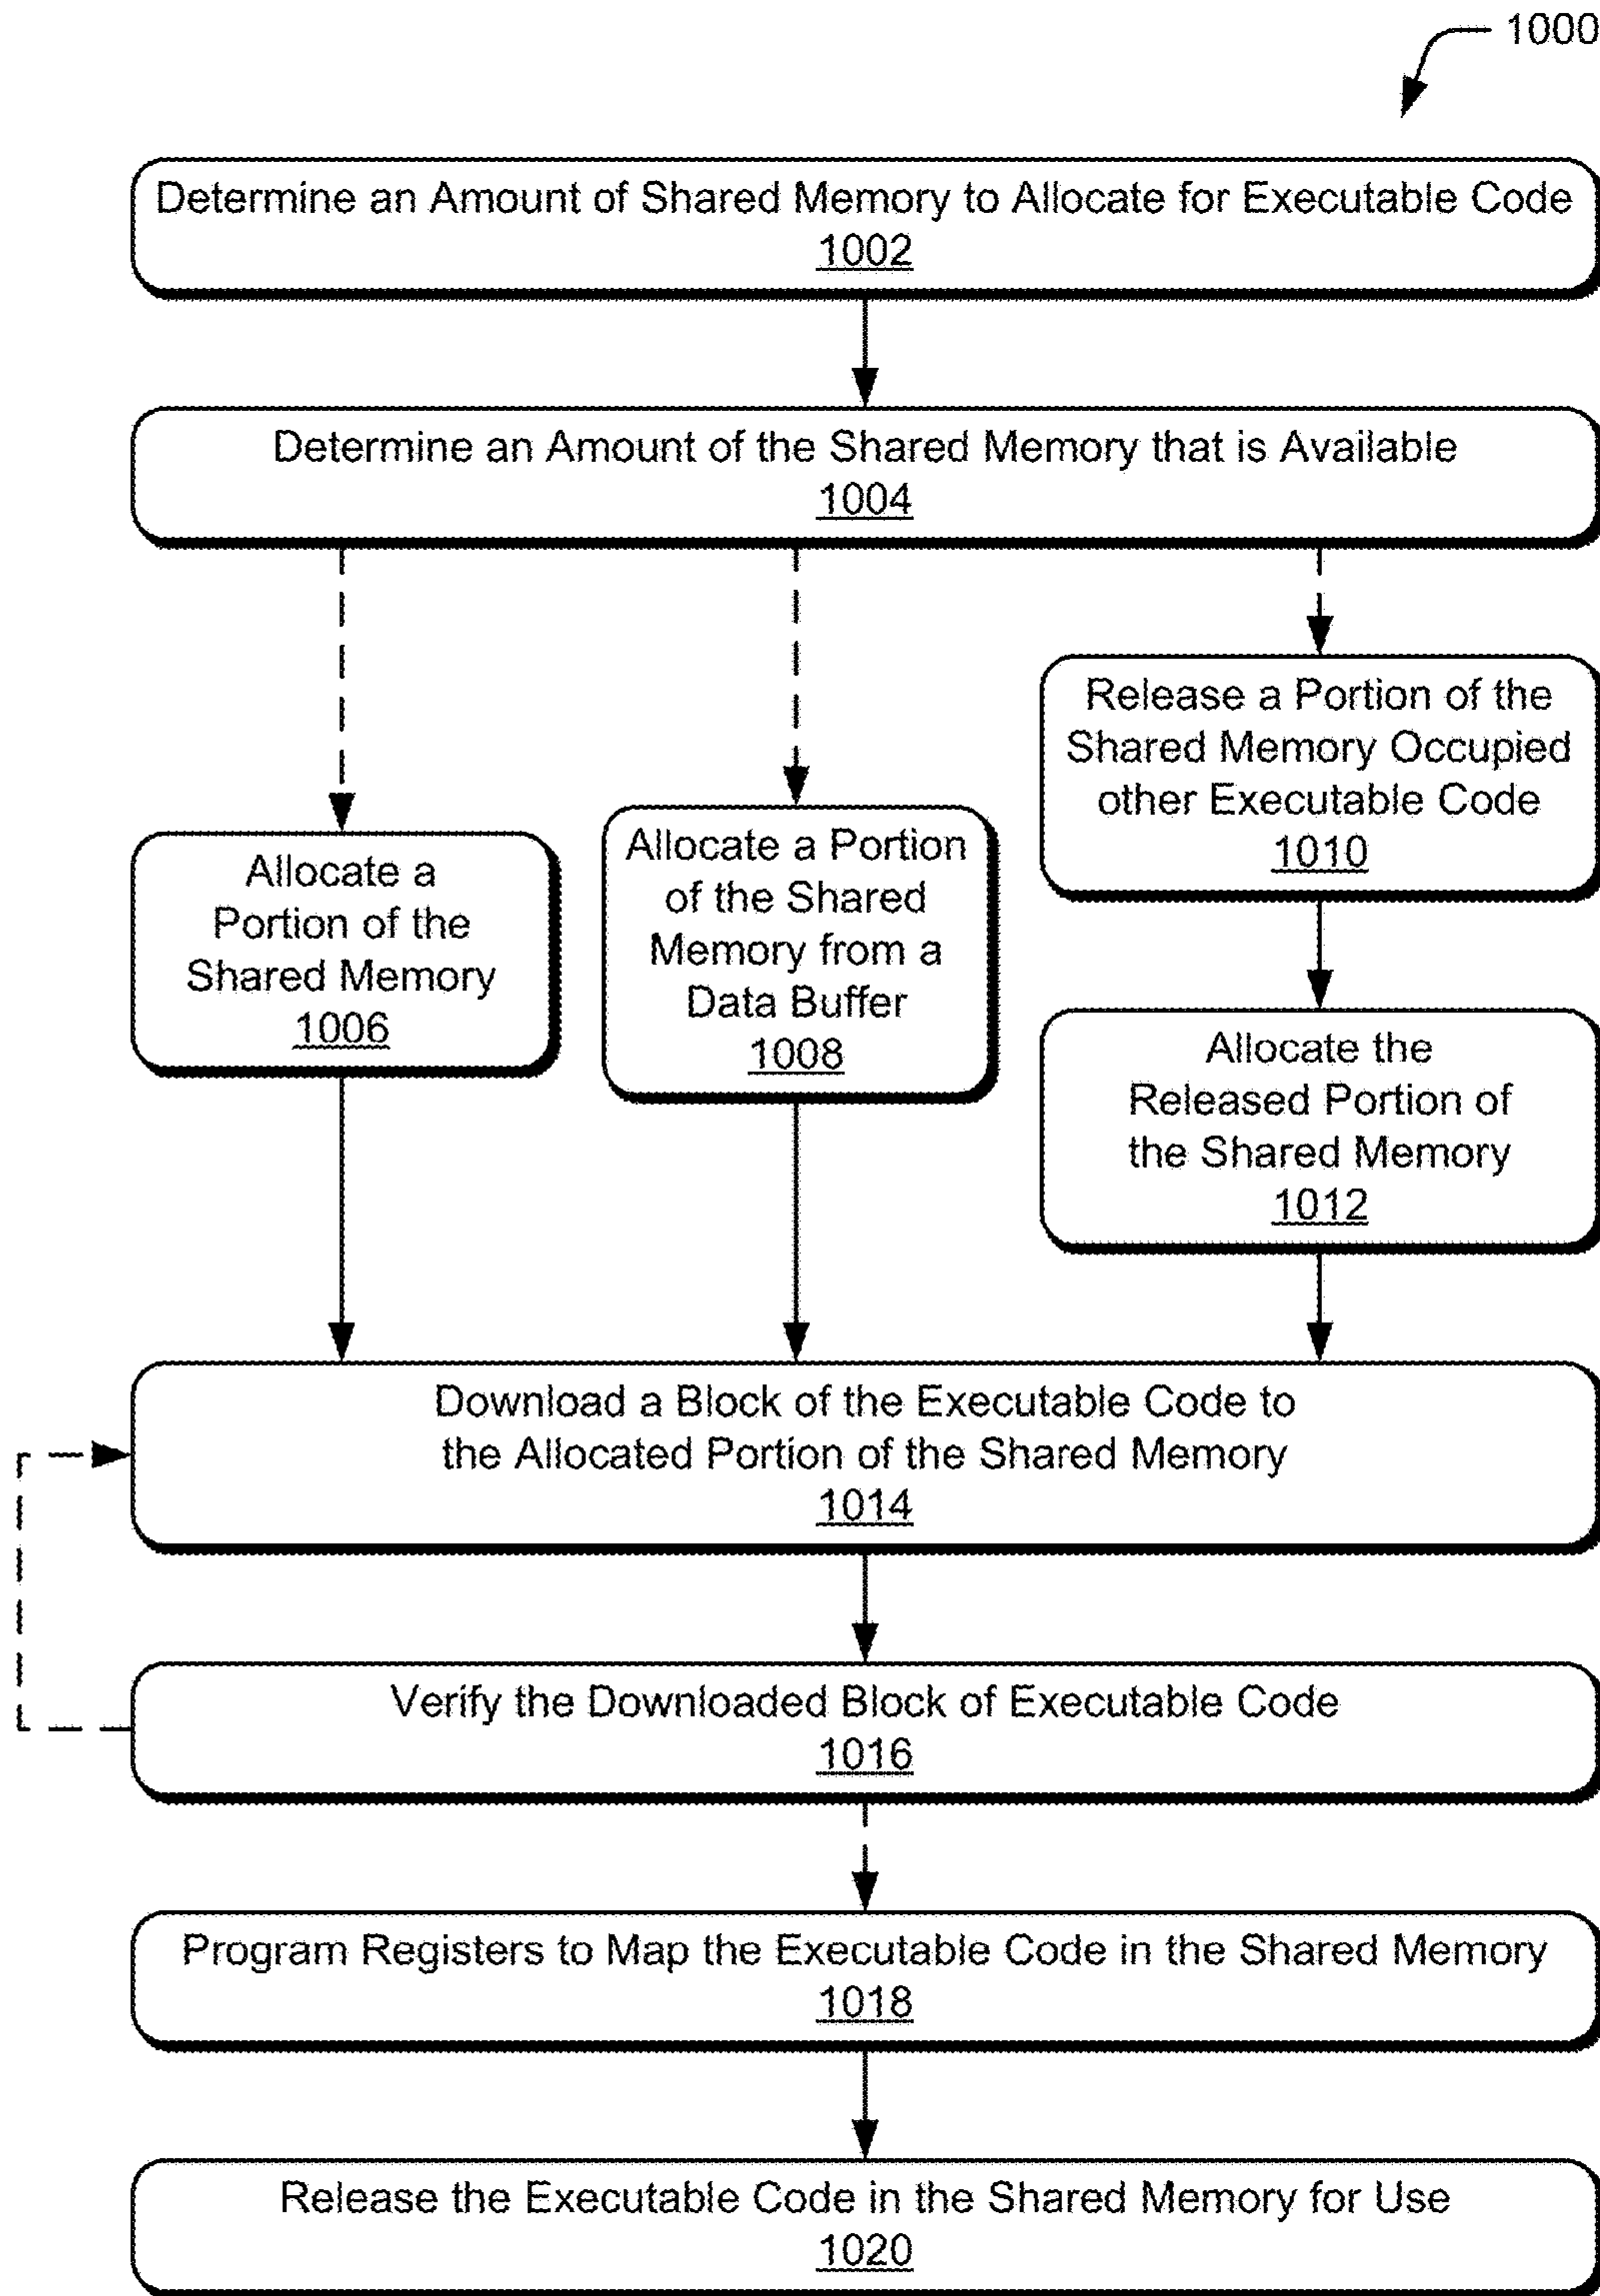 1000
Determine an Amount of Shared Memory to Allocate for Executable Code
1002
Determine an Amount of the Shared Memory that is Available
1004
Allocate a
Portion of the
Shared Memory
1006
Allocate a Portion
of the Shared
Memory from a
Data Buffer
1008
Release a Portion of the
Shared Memory Occupied
other Executable Code
1010
Allocate the
Released Portion of
the Shared Memory
1012
Download a Block of the Executable Code to
the Allocated Portion of the Shared Memory
1014
Verify the Downloaded Block of Executable Code
1016
Program Registers to Map the Executable Code in the Shared Memory
1018
Release the Executable Code in the Shared Memory for Use
1020